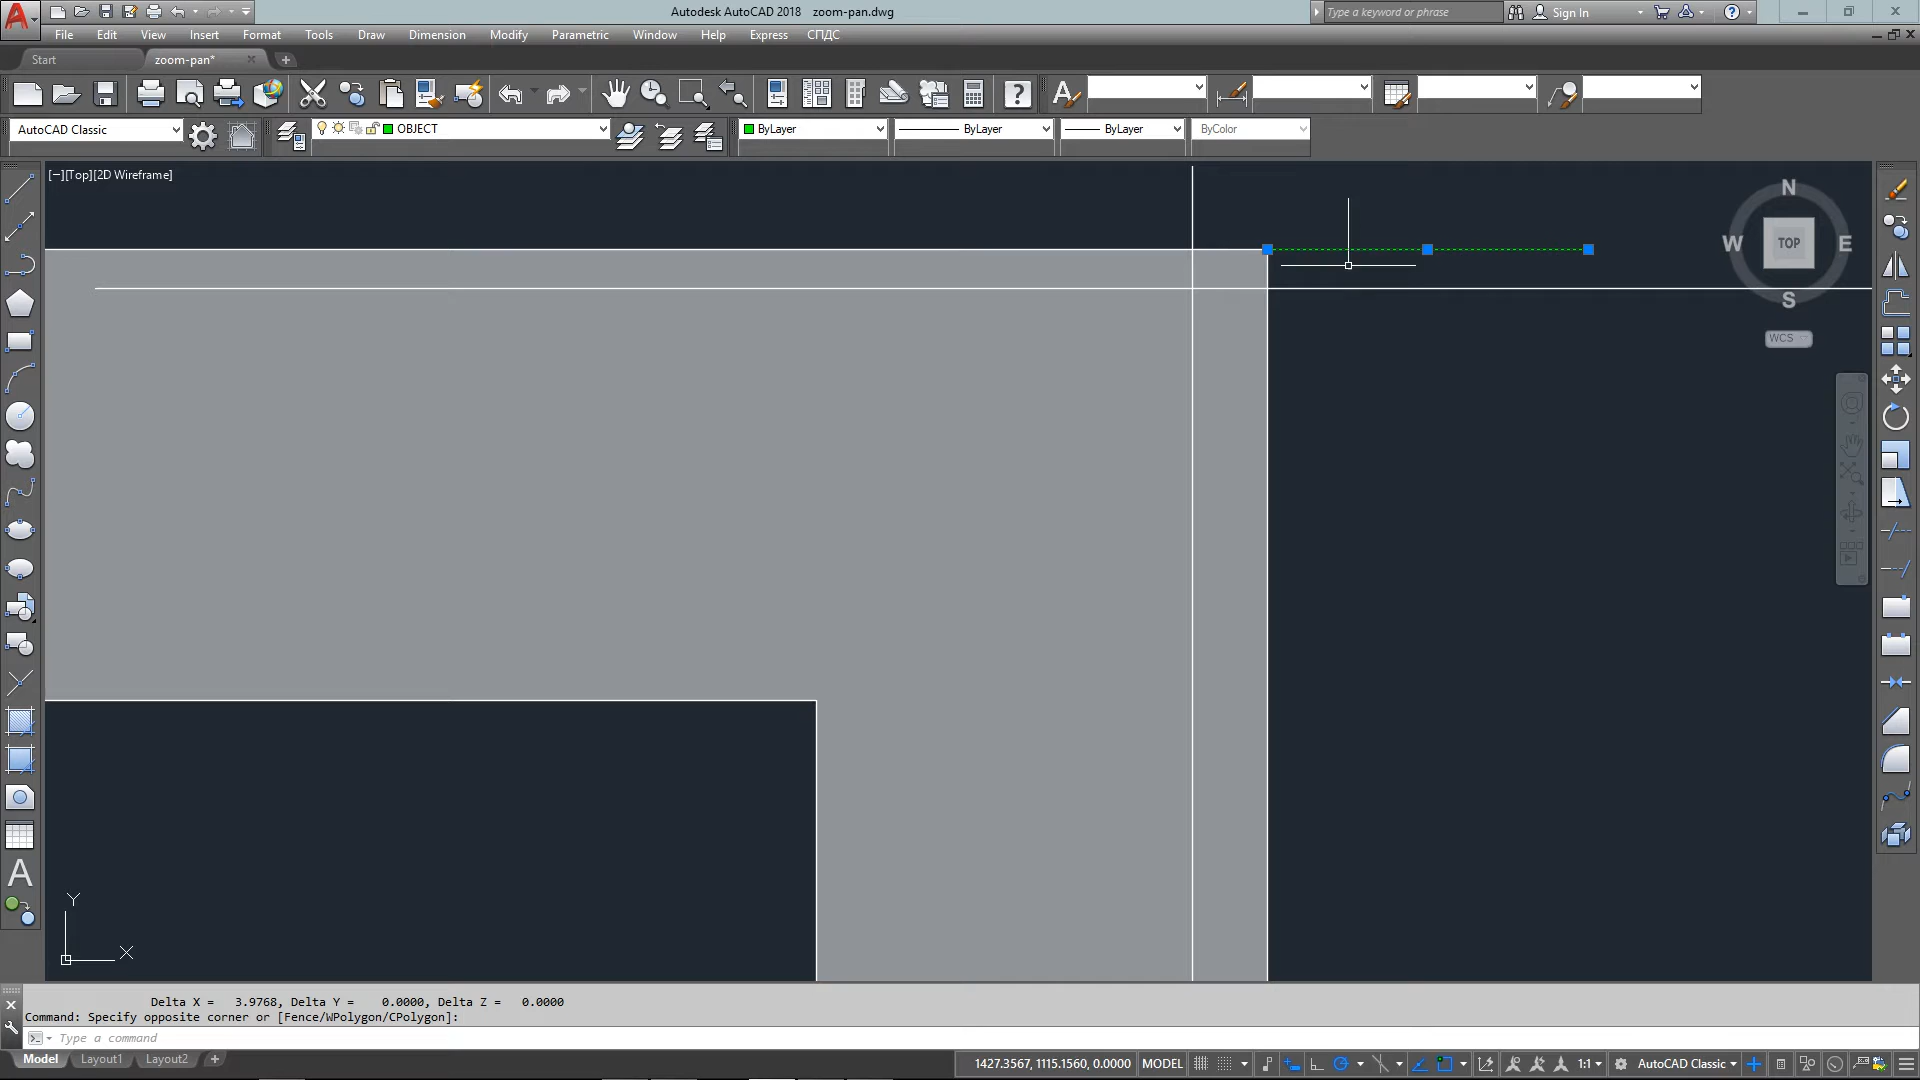 Autodesk AutoCAD 2018 zoom-pan.dwg
Type a keyword or phrase
Sign In
File Edit View Insert Format Tools Draw Dimension Modify Parametric Window Help Express СПДС
Start
zoom-pan*
AutoCAD Classic
OBJECT
ByLayer
ByLayer
ByLayer
ByColor
[−][Top][2D Wireframe]
N
W
TOP
E
S
WCS
Y
X
Delta X = 3.9768, Delta Y = 0.0000, Delta Z = 0.0000
Command: Specify opposite corner or [Fence/WPolygon/CPolygon]:
Type a command
Model Layout1 Layout2
1427.3567, 1115.1560, 0.0000 MODEL
1:1
AutoCAD Classic